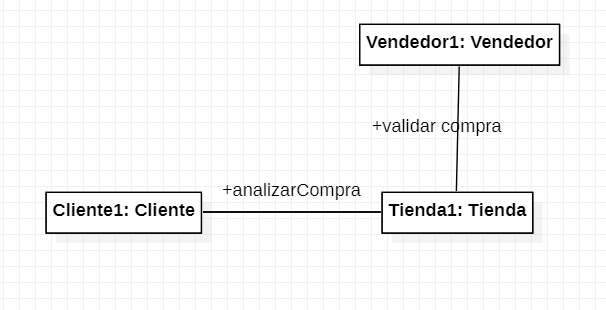 Vendedor1: Vendedor
+validar compra
+analizarCompra
Cliente1: Cliente
Tienda1: Tienda